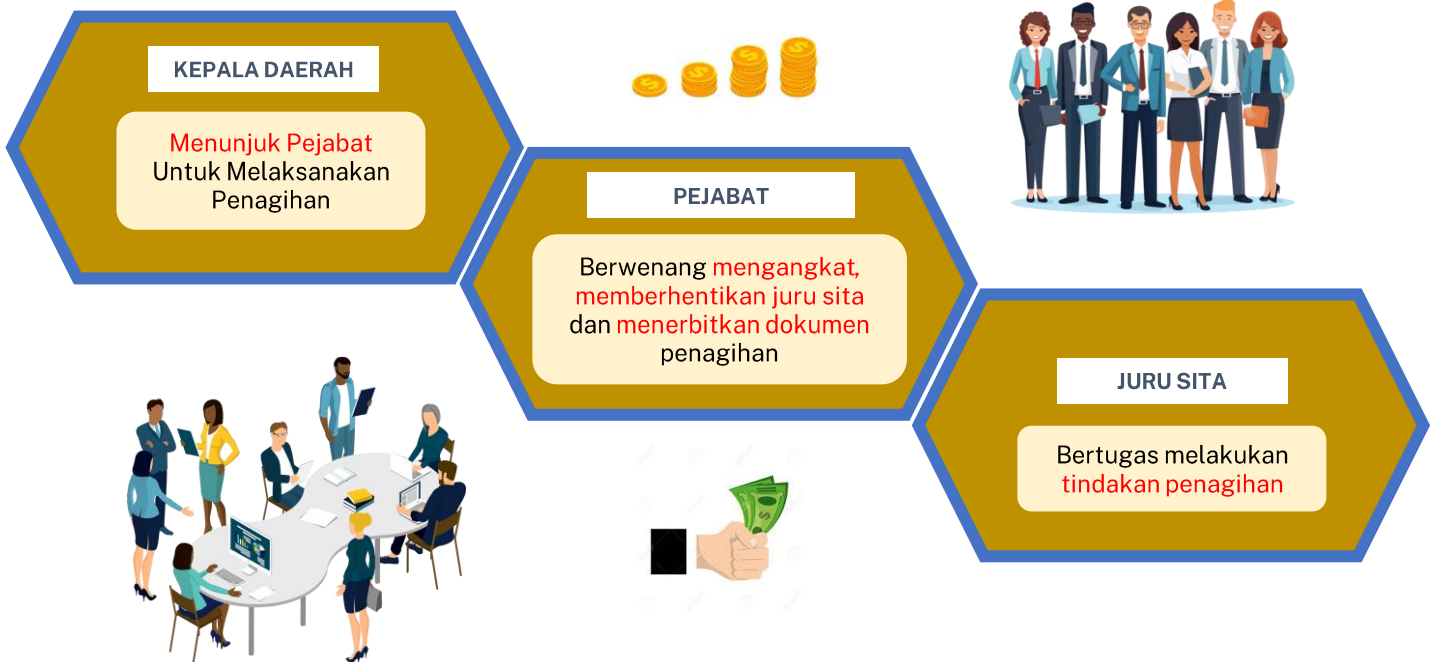 KEPALA DAERAH
Menunjuk Pejabat
Untuk Melaksanakan
Penagihan
PEJABAT
Berwenang mengangkat,
memberhentikan juru sita
dan menerbitkan dokumen
penagihan
JURU SITA
Bertugas melakukan
tindakan penagihan